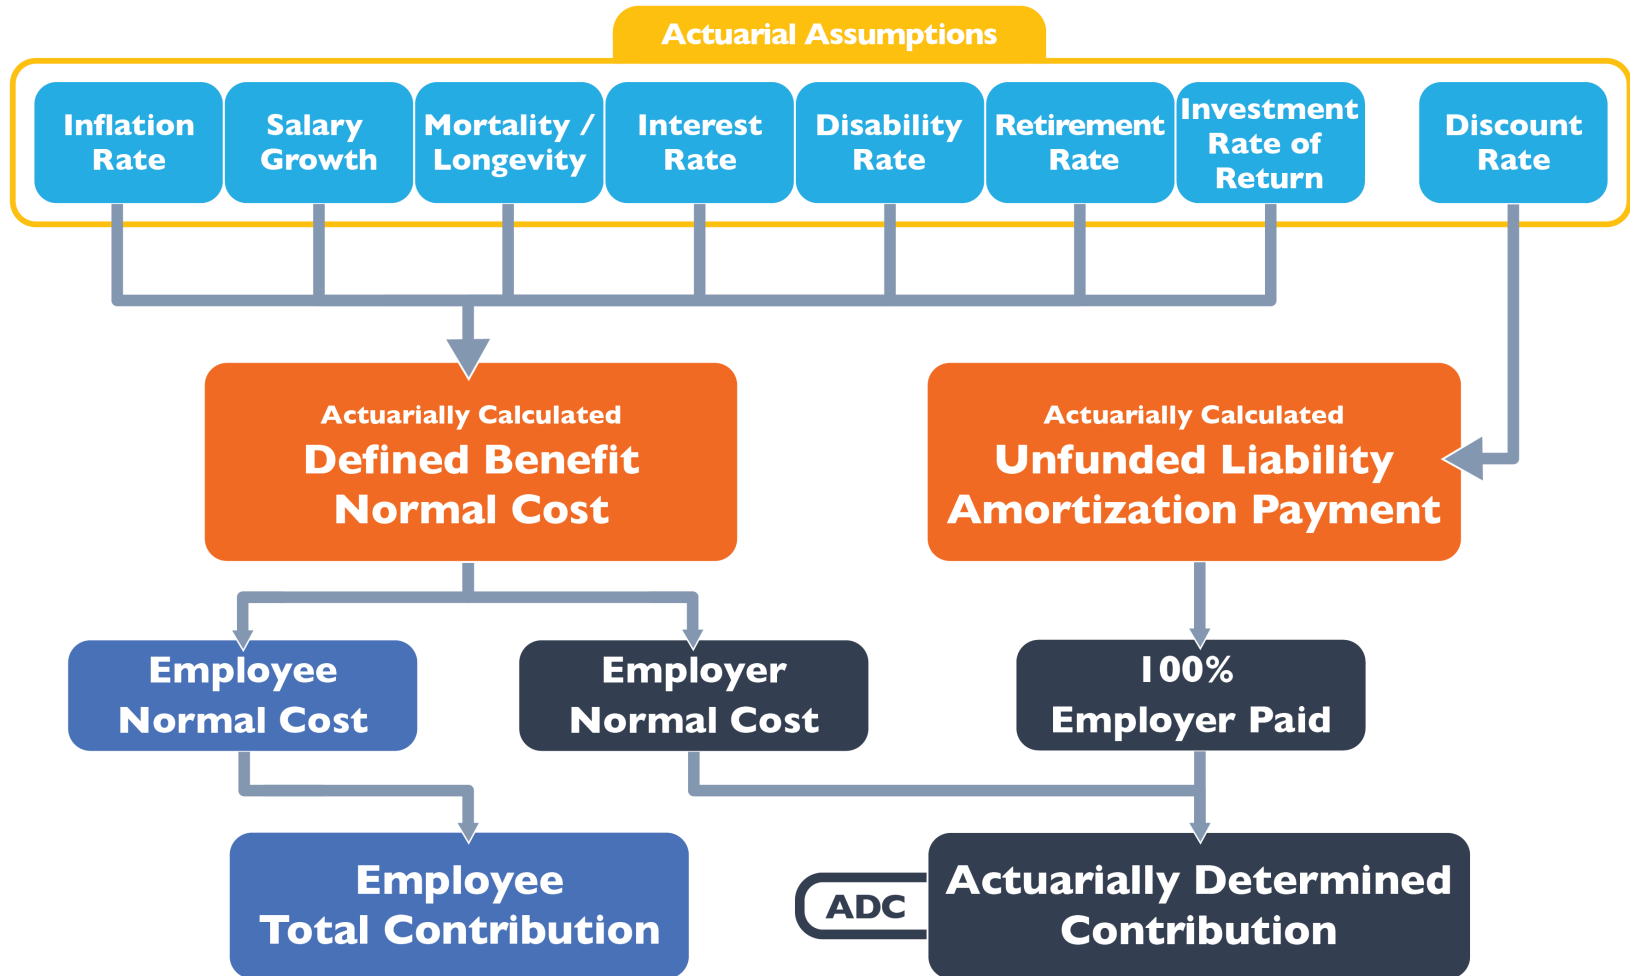 Actuarial Assumptions
Inflation
Rate
Salary
Growth
Mortality /
Longevity
Interest
Rate
Disability
Rate
Retirement
Rate
Investment
Rate of
Return
Discount
Rate
Actuarially Calculated
Defined Benefit
Normal Cost
Actuarially Calculated
Unfunded Liability
Amortization Payment
Employee
Normal Cost
Employer
Normal Cost
100%
Employer Paid
Employee
Total Contribution
ADC
Actuarially Determined
Contribution